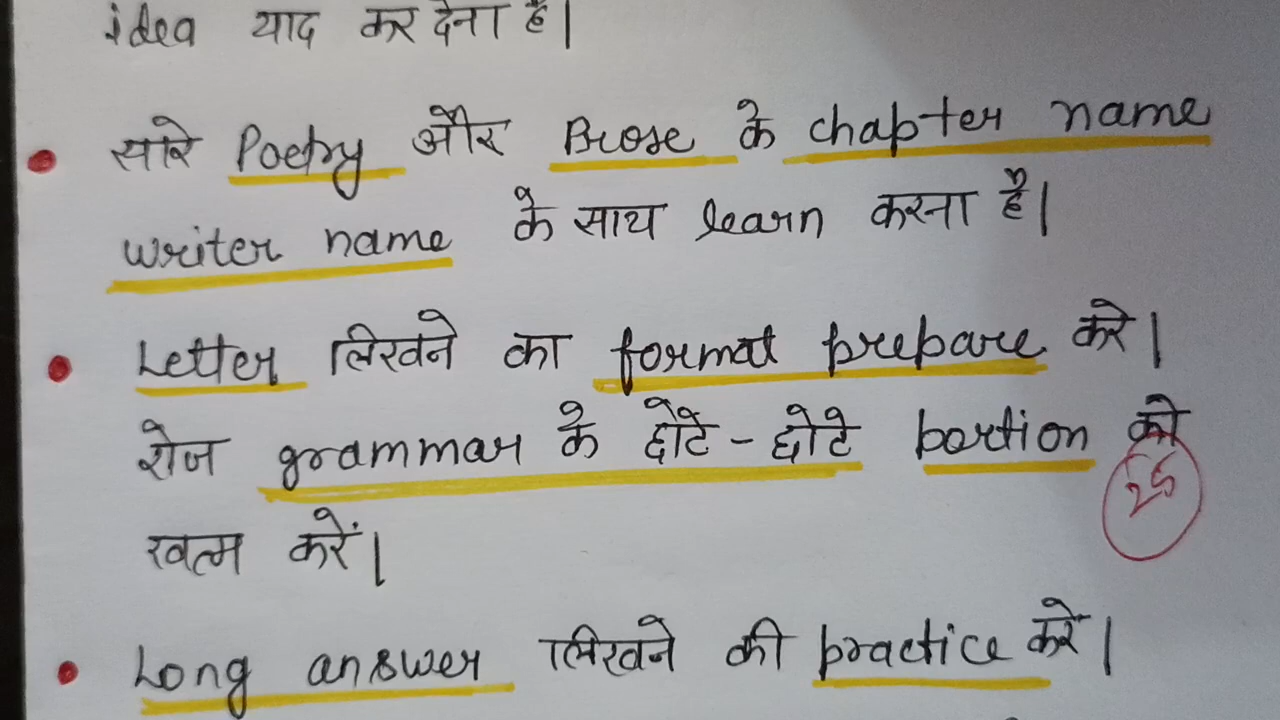 idea याद कर देना है।
सारे Poetry और Prose के chapter name
writer name के साथ learn करना है।
Letter लिखने का format prepare करे।
रोज grammar के छोटे - छोटे portion को
25
खत्म करें।
Long answer लिखने की practice करें।